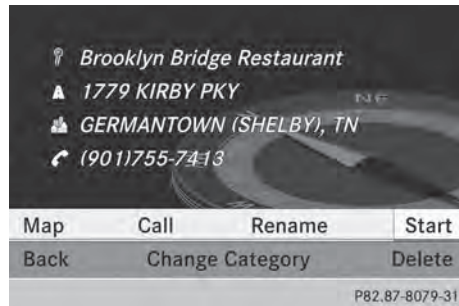 Brooklyn Bridge Restaurant
A 1779 KIRBY PKY
NE
GERMANTOWN (SHELBY), TN
(901)755-7413
Map Call Rename Start
Back Change Category Delete
P82.87-8079-31